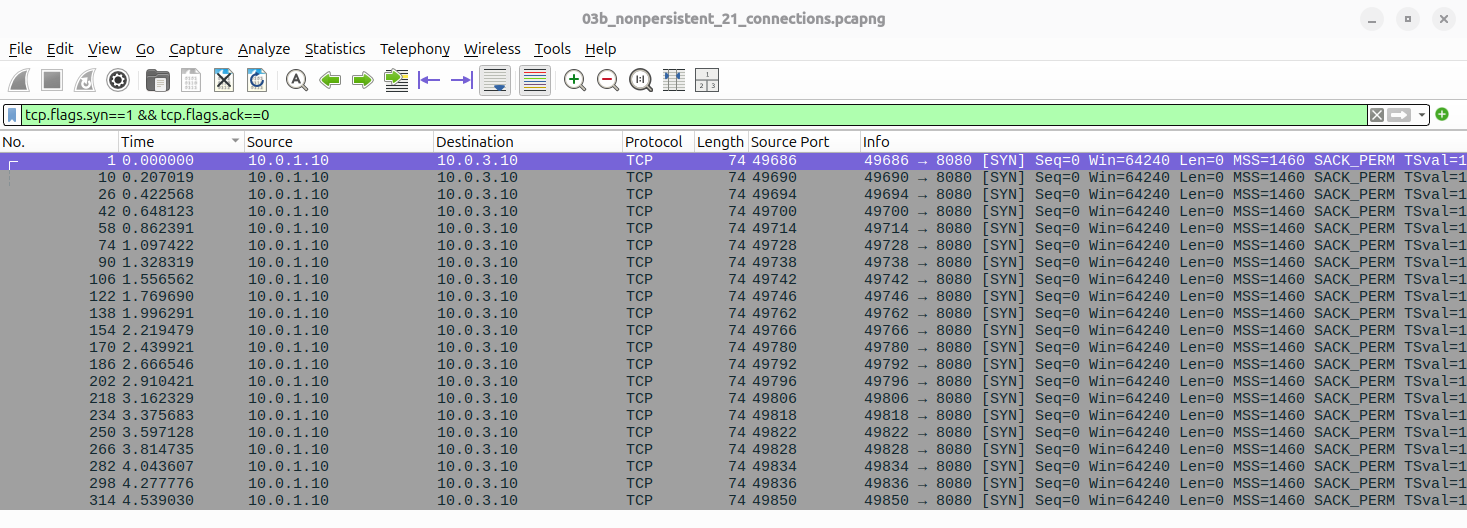 03b_nonpersistent_21_connections.pcapng
File Edit View Go Capture Analyze Statistics Telephony Wireless Tools Help
tcp.flags.syn==1 && tcp.flags.ack==0
No. Time Source Destination Protocol Length Source Port Info
1 0.000000 10.0.1.10 10.0.3.10 TCP 74 49686 49686 → 8080 [SYN] Seq=0 Win=64240 Len=0 MSS=1460 SACK_PERM TSval=1
10 0.207019 10.0.1.10 10.0.3.10 TCP 74 49690 49690 → 8080 [SYN] Seq=0 Win=64240 Len=0 MSS=1460 SACK_PERM TSval=1
26 0.422568 10.0.1.10 10.0.3.10 TCP 74 49694 49694 → 8080 [SYN] Seq=0 Win=64240 Len=0 MSS=1460 SACK_PERM TSval=1
42 0.648123 10.0.1.10 10.0.3.10 TCP 74 49700 49700 → 8080 [SYN] Seq=0 Win=64240 Len=0 MSS=1460 SACK_PERM TSval=1
58 0.862391 10.0.1.10 10.0.3.10 TCP 74 49714 49714 → 8080 [SYN] Seq=0 Win=64240 Len=0 MSS=1460 SACK_PERM TSval=1
74 1.097422 10.0.1.10 10.0.3.10 TCP 74 49728 49728 → 8080 [SYN] Seq=0 Win=64240 Len=0 MSS=1460 SACK_PERM TSval=1
90 1.328319 10.0.1.10 10.0.3.10 TCP 74 49738 49738 → 8080 [SYN] Seq=0 Win=64240 Len=0 MSS=1460 SACK_PERM TSval=1
106 1.556562 10.0.1.10 10.0.3.10 TCP 74 49742 49742 → 8080 [SYN] Seq=0 Win=64240 Len=0 MSS=1460 SACK_PERM TSval=1
122 1.769690 10.0.1.10 10.0.3.10 TCP 74 49746 49746 → 8080 [SYN] Seq=0 Win=64240 Len=0 MSS=1460 SACK_PERM TSval=1
138 1.996291 10.0.1.10 10.0.3.10 TCP 74 49762 49762 → 8080 [SYN] Seq=0 Win=64240 Len=0 MSS=1460 SACK_PERM TSval=1
154 2.219479 10.0.1.10 10.0.3.10 TCP 74 49766 49766 → 8080 [SYN] Seq=0 Win=64240 Len=0 MSS=1460 SACK_PERM TSval=1
170 2.439921 10.0.1.10 10.0.3.10 TCP 74 49780 49780 → 8080 [SYN] Seq=0 Win=64240 Len=0 MSS=1460 SACK_PERM TSval=1
186 2.666546 10.0.1.10 10.0.3.10 TCP 74 49792 49792 → 8080 [SYN] Seq=0 Win=64240 Len=0 MSS=1460 SACK_PERM TSval=1
202 2.910421 10.0.1.10 10.0.3.10 TCP 74 49796 49796 → 8080 [SYN] Seq=0 Win=64240 Len=0 MSS=1460 SACK_PERM TSval=1
218 3.162329 10.0.1.10 10.0.3.10 TCP 74 49806 49806 → 8080 [SYN] Seq=0 Win=64240 Len=0 MSS=1460 SACK_PERM TSval=1
234 3.375683 10.0.1.10 10.0.3.10 TCP 74 49818 49818 → 8080 [SYN] Seq=0 Win=64240 Len=0 MSS=1460 SACK_PERM TSval=1
250 3.597128 10.0.1.10 10.0.3.10 TCP 74 49822 49822 → 8080 [SYN] Seq=0 Win=64240 Len=0 MSS=1460 SACK_PERM TSval=1
266 3.814735 10.0.1.10 10.0.3.10 TCP 74 49828 49828 → 8080 [SYN] Seq=0 Win=64240 Len=0 MSS=1460 SACK_PERM TSval=1
282 4.043607 10.0.1.10 10.0.3.10 TCP 74 49834 49834 → 8080 [SYN] Seq=0 Win=64240 Len=0 MSS=1460 SACK_PERM TSval=1
298 4.277776 10.0.1.10 10.0.3.10 TCP 74 49836 49836 → 8080 [SYN] Seq=0 Win=64240 Len=0 MSS=1460 SACK_PERM TSval=1
314 4.539030 10.0.1.10 10.0.3.10 TCP 74 49850 49850 → 8080 [SYN] Seq=0 Win=64240 Len=0 MSS=1460 SACK_PERM TSval=1